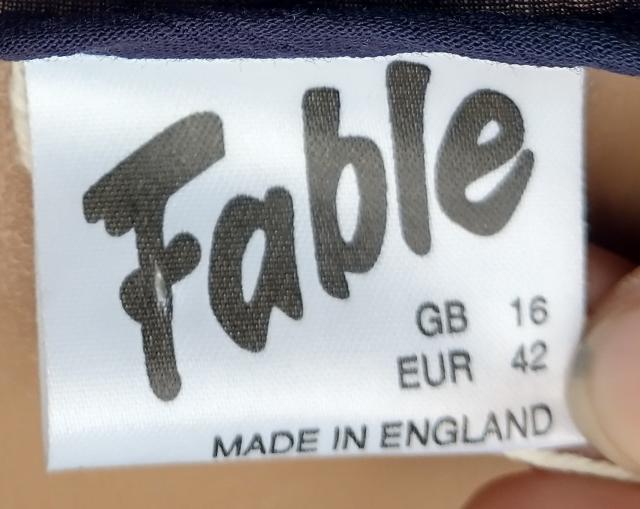 Fable
GB 16
EUR 42
MADE IN ENGLAND